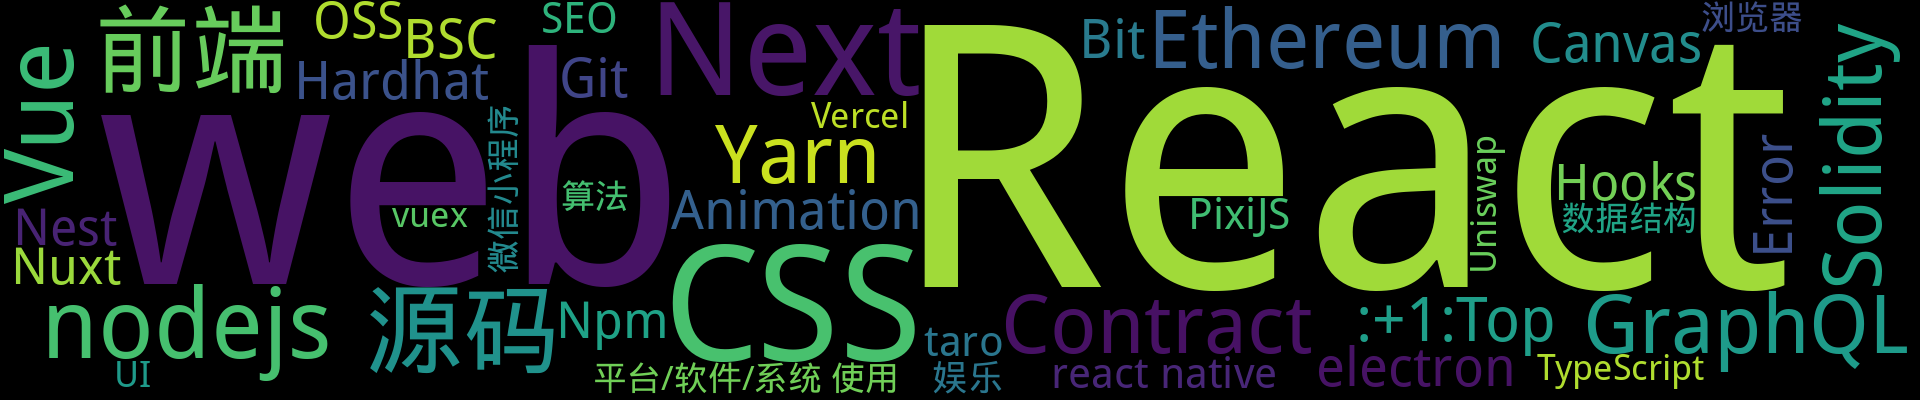 Vue
前端
OSS
BSC
Hardhat
web
SEO
Git
Next
React
Bit
Ethereum
Canvas
浏览器
Solidity
Vercel
Yarn
微信小程序
算法
vuex
Animation
PixiJS
Uniswap
Hooks
数据结构
Error
Nest
Nuxt
nodejs
UI
源码
Npm
CSS
平台/软件/系统 使用
taro
娱乐
Contract
react native
:+1:Top
electron
GraphQL
TypeScript